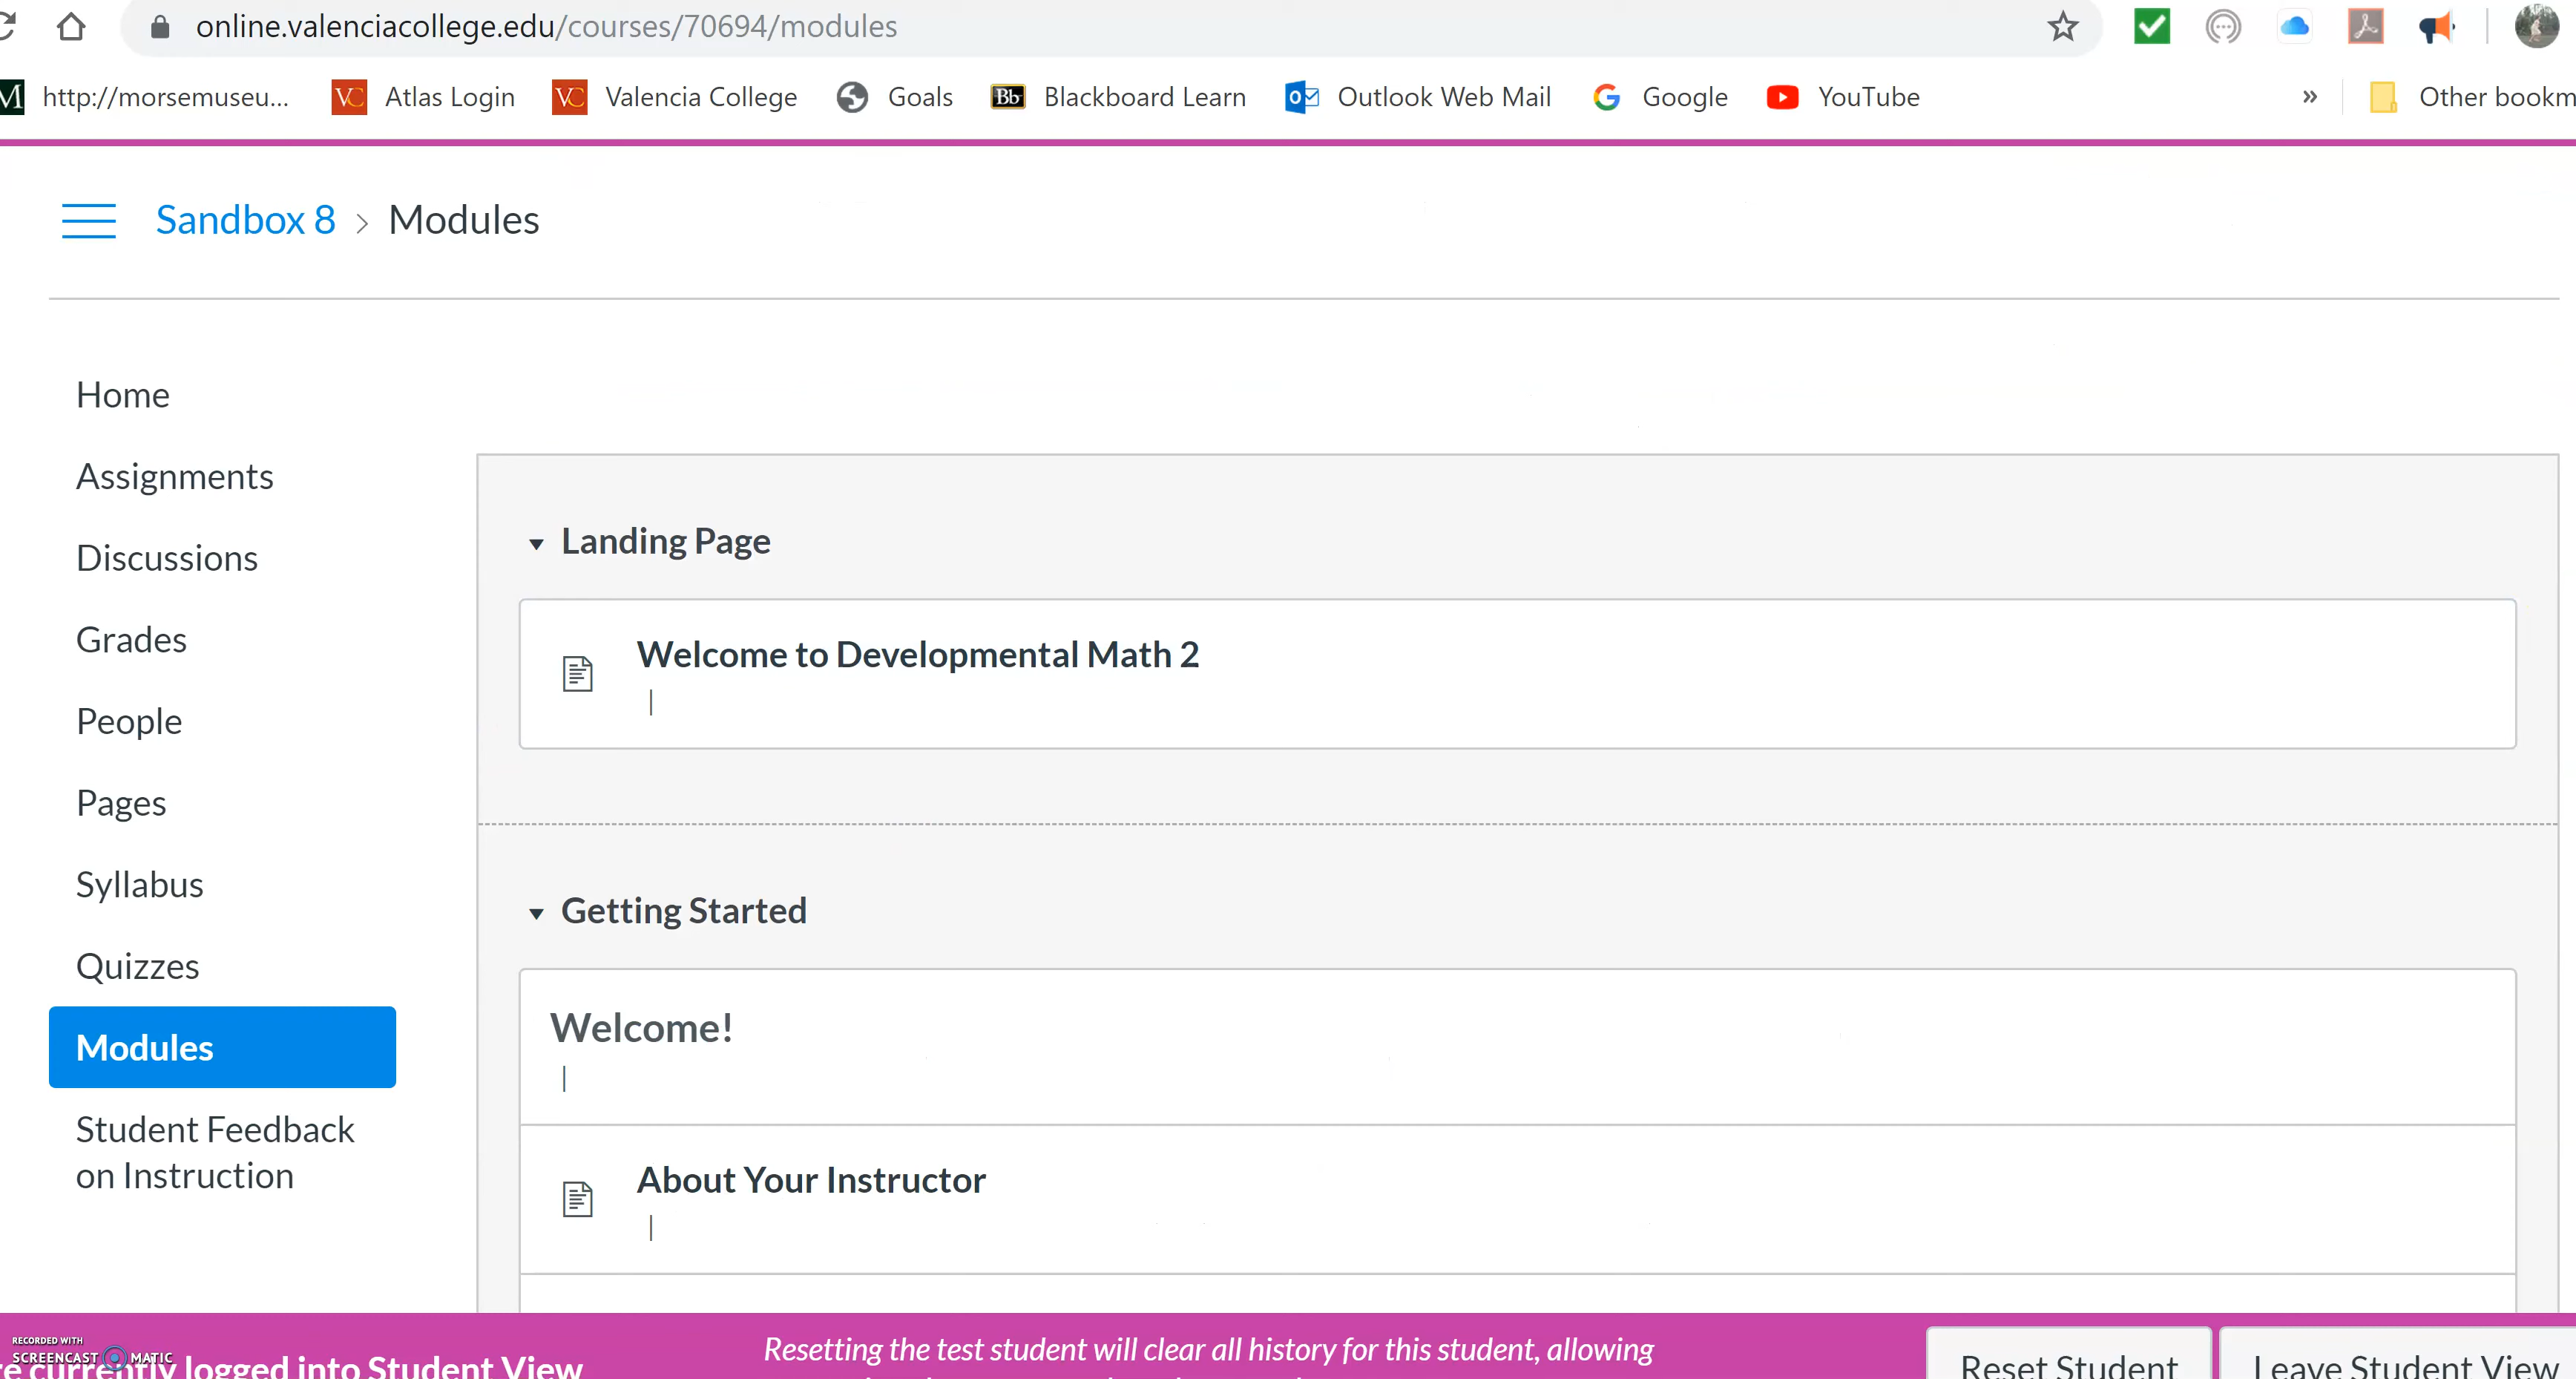 online.valenciacollege.edu/courses/70694/modules
http://morsemuseu... VC Atlas Login VC Valencia College Goals Bb Blackboard Learn Outlook Web Mail Google YouTube » Other bookm
Sandbox 8 > Modules
Home
Assignments
Discussions
Grades
People
Pages
Syllabus
Quizzes
Modules
Student Feedback
on Instruction
Landing Page
Welcome to Developmental Math 2
|
Getting Started
Welcome!
|
About Your Instructor
|
RECORDED WITH
SCREENCAST MATIC
e currently logged into Student View
Resetting the test student will clear all history for this student, allowing
Reset Student
Leave Student View